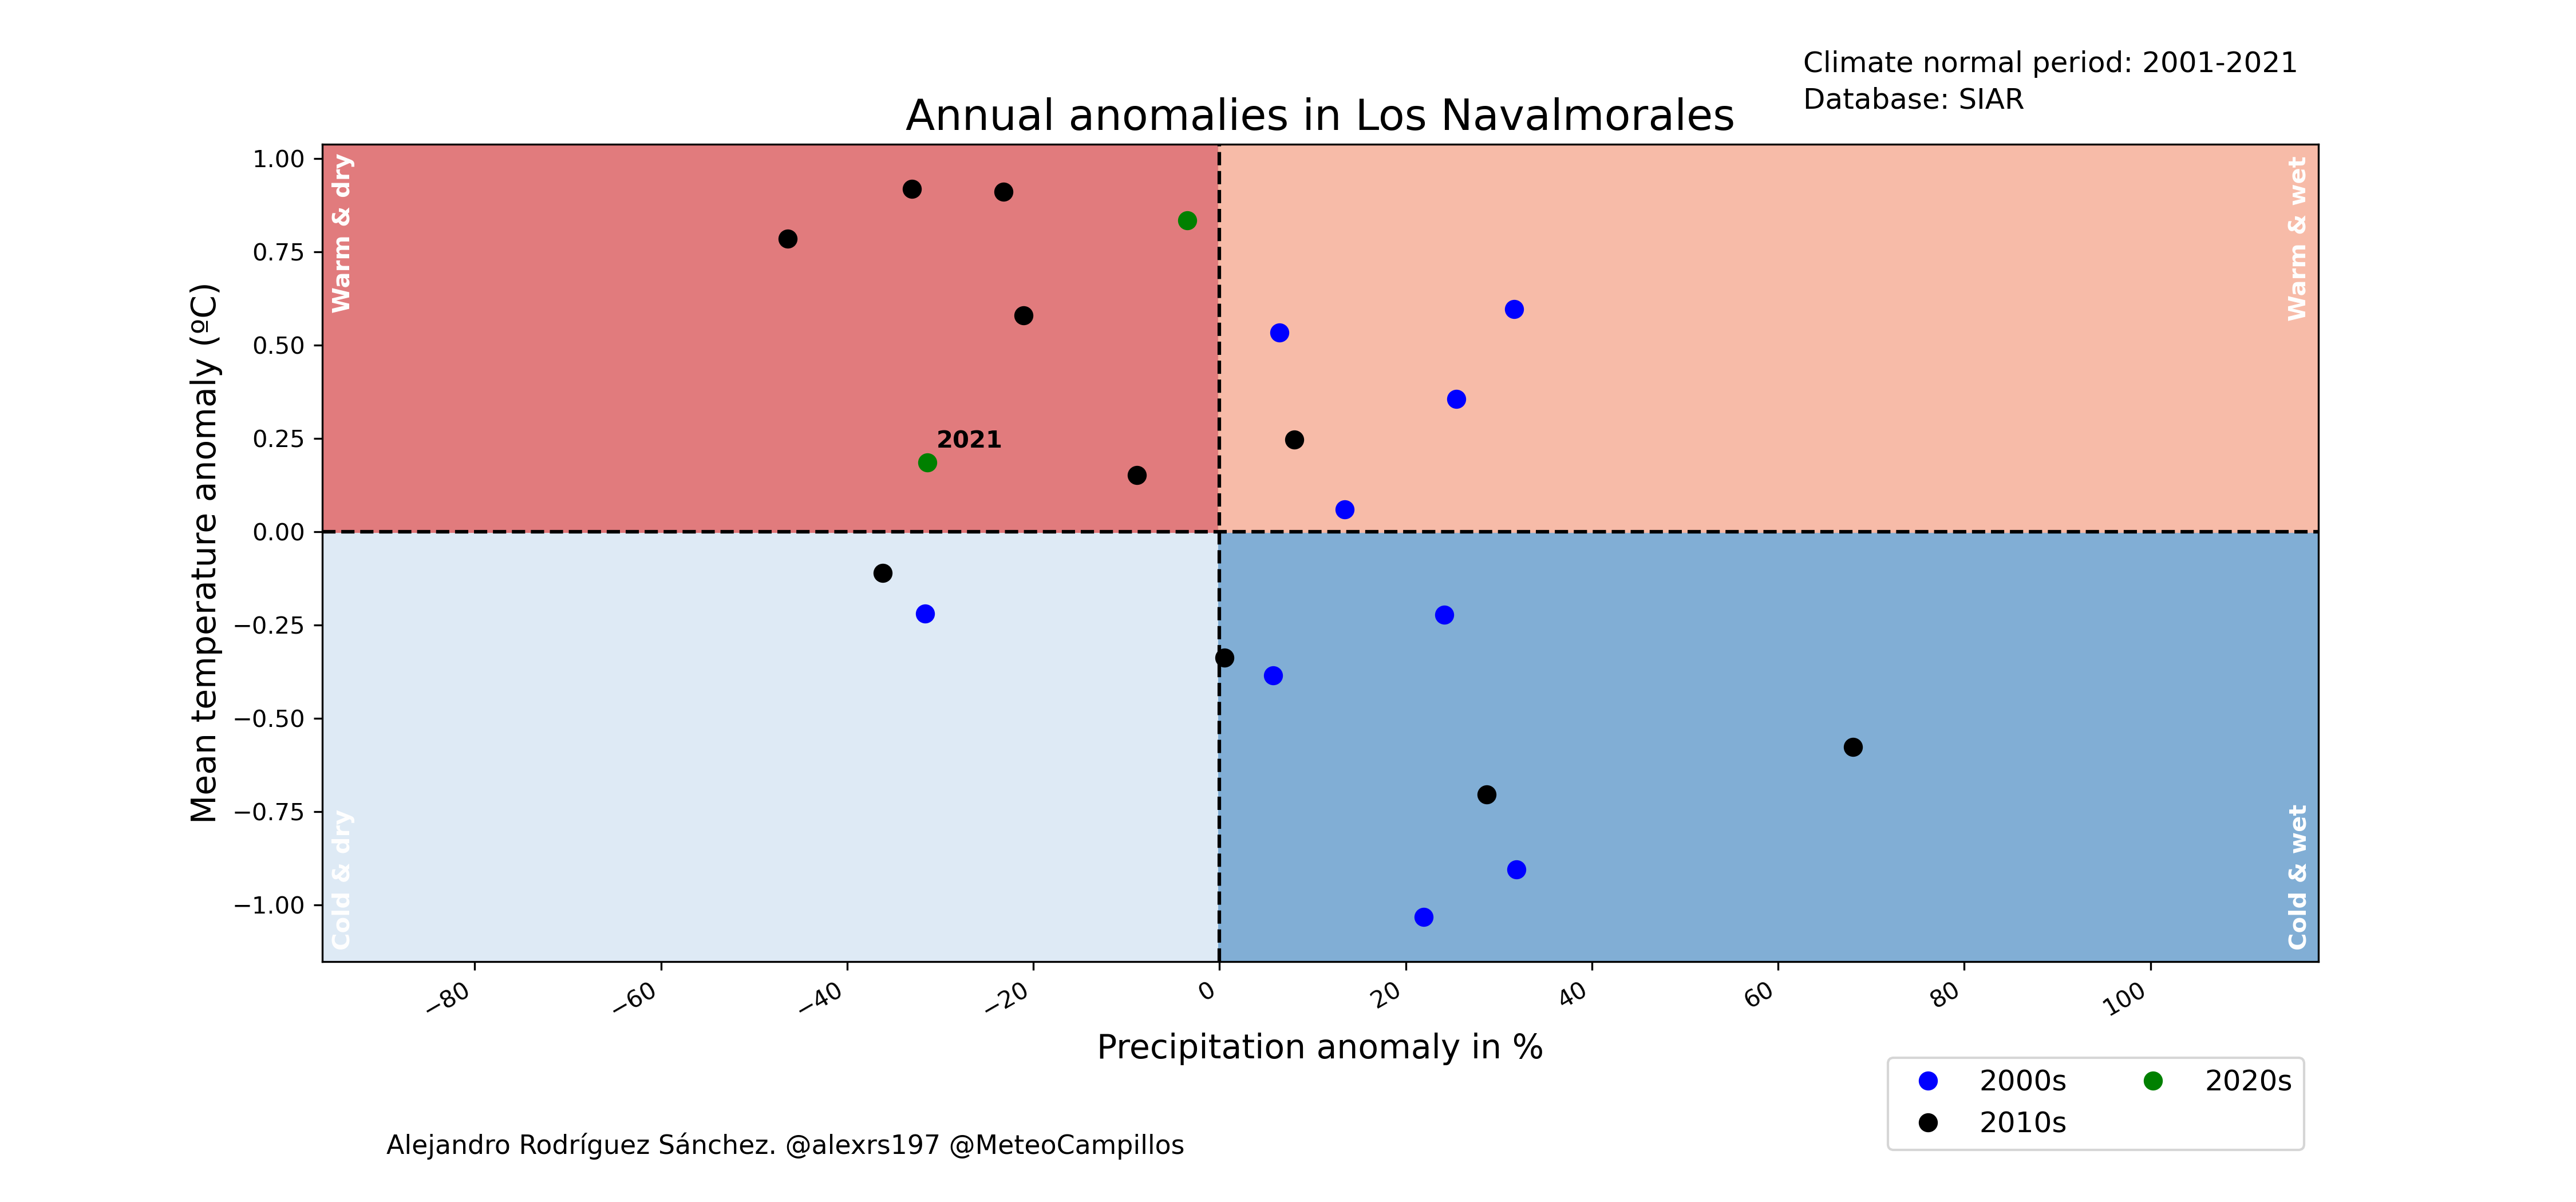 Climate normal period: 2001-2021
Database: SIAR
Annual anomalies in Los Navalmorales
Warm & dry
Warm & wet
Cold & dry
Cold & wet
2021
Mean temperature anomaly (ºC)
1.00
0.75
0.50
0.25
0.00
−0.25
−0.50
−0.75
−1.00
−80
−60
−40
−20
0
20
40
60
80
100
Precipitation anomaly in %
2000s
2010s
2020s
Alejandro Rodríguez Sánchez. @alexrs197 @MeteoCampillos